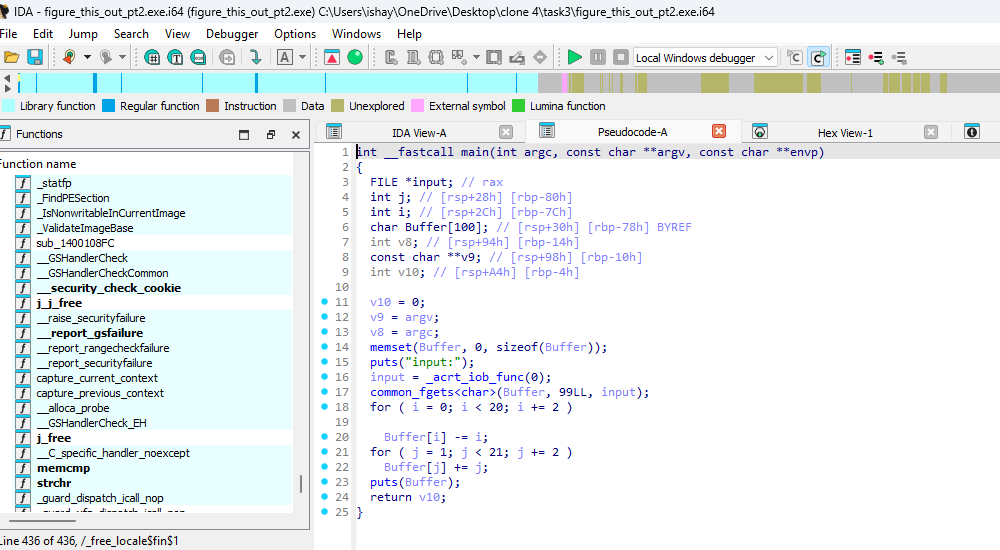 IDA - figure_this_out_pt2.exe.i64 (figure_this_out_pt2.exe) C:\Users\ishay\OneDrive\Desktop\clone 4\task3\figure_this_out_pt2.exe.i64
File Edit Jump Search View Debugger Options Windows Help
Local Windows debugger
Library function Regular function Instruction Data Unexplored External symbol Lumina function
Functions
IDA View-A Pseudocode-A Hex View-1
Function name
_statfp
_FindPESection
_IsNonwritableInCurrentImage
_ValidateImageBase
sub_1400108FC
__GSHandlerCheck
__GSHandlerCheckCommon
__security_check_cookie
j_j_free
__raise_securityfailure
__report_gsfailure
__report_rangecheckfailure
__report_securityfailure
capture_current_context
capture_previous_context
__alloca_probe
__GSHandlerCheck_EH
j_free
__C_specific_handler_noexcept
memcmp
strchr
_guard_dispatch_icall_nop
Line 436 of 436, /_free_locale$fin$1
1 int __fastcall main(int argc, const char **argv, const char **envp)
2 {
3 FILE *input; // rax
4 int j; // [rsp+28h] [rbp-80h]
5 int i; // [rsp+2Ch] [rbp-7Ch]
6 char Buffer[100]; // [rsp+30h] [rbp-78h] BYREF
7 int v8; // [rsp+94h] [rbp-14h]
8 const char **v9; // [rsp+98h] [rbp-10h]
9 int v10; // [rsp+A4h] [rbp-4h]
10
11 v10 = 0;
12 v9 = argv;
13 v8 = argc;
14 memset(Buffer, 0, sizeof(Buffer));
15 puts("input:");
16 input = _acrt_iob_func(0);
17 common_fgets<char>(Buffer, 99LL, input);
18 for ( i = 0; i < 20; i += 2 )
19
20 Buffer[i] -= i;
21 for ( j = 1; j < 21; j += 2 )
22 Buffer[j] += j;
23 puts(Buffer);
24 return v10;
25 }